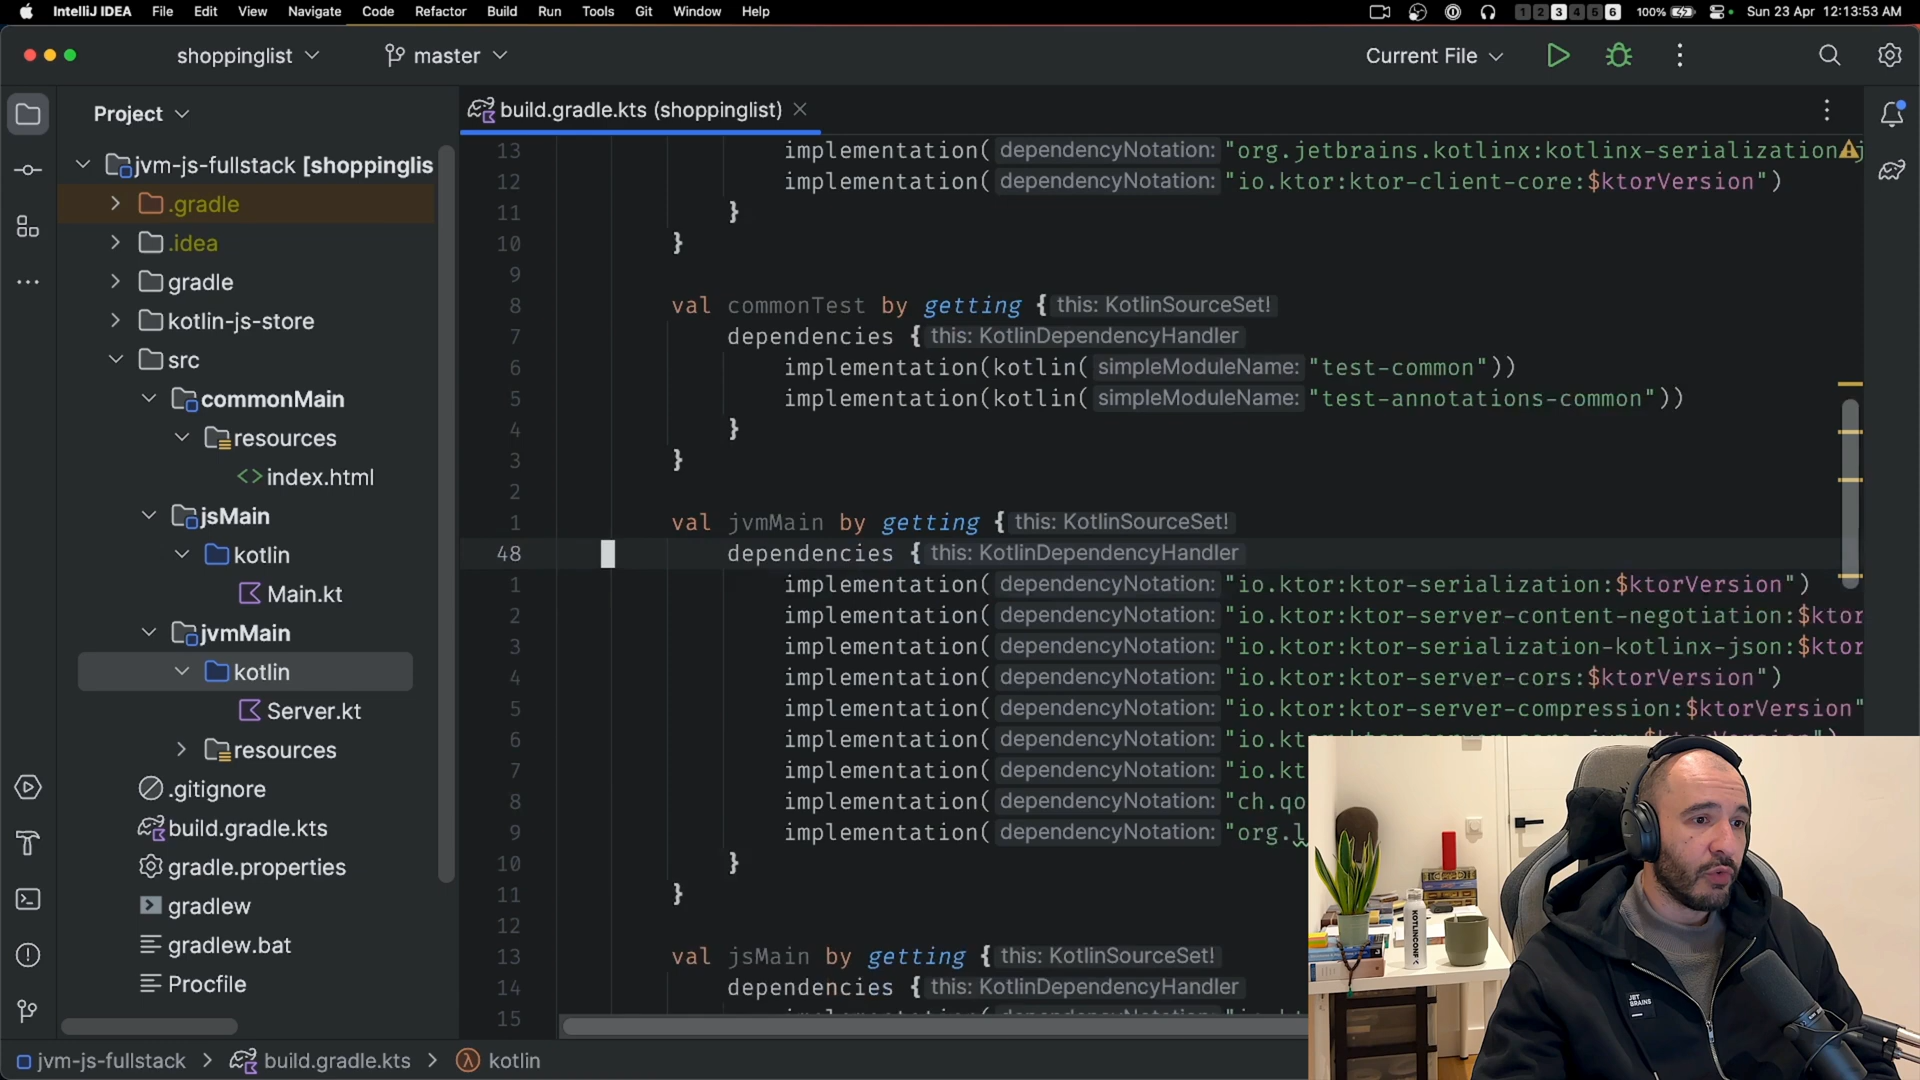 IntelliJ IDEA File Edit View Navigate Code Refactor Build Run Tools Git Window Help 1 2 3 4 5 6 100% Sun 23 Apr 12:13:53 AM
shoppinglist master Current File
Project
build.gradle.kts (shoppinglist)
jvm-js-fullstack [shoppinglis
.gradle
.idea
gradle
kotlin-js-store
src
commonMain
resources
index.html
jsMain
kotlin
Main.kt
jvmMain
kotlin
Server.kt
resources
.gitignore
build.gradle.kts
gradle.properties
gradlew
gradlew.bat
Procfile
13 implementation( dependencyNotation: "org.jetbrains.kotlinx:kotlinx-serialization-j
12 implementation( dependencyNotation: "io.ktor:ktor-client-core:$ktorVersion")
11 }
10 }
9
8 val commonTest by getting { this: KotlinSourceSet!
7 dependencies { this: KotlinDependencyHandler
6 implementation(kotlin( simpleModuleName: "test-common"))
5 implementation(kotlin( simpleModuleName: "test-annotations-common"))
4 }
3 }
2
1 val jvmMain by getting { this: KotlinSourceSet!
48 dependencies { this: KotlinDependencyHandler
1 implementation( dependencyNotation: "io.ktor:ktor-serialization:$ktorVersion")
2 implementation( dependencyNotation: "io.ktor:ktor-server-content-negotiation:$ktor
3 implementation( dependencyNotation: "io.ktor:ktor-serialization-kotlinx-json:$ktor
4 implementation( dependencyNotation: "io.ktor:ktor-server-cors:$ktorVersion")
5 implementation( dependencyNotation: "io.ktor:ktor-server-compression:$ktorVersion"
6 implementation( dependencyNotation: "io.kt
7 implementation( dependencyNotation: "io.kt
8 implementation( dependencyNotation: "ch.qo
9 implementation( dependencyNotation: "org.l
10 }
11 }
12
13 val jsMain by getting { this: KotlinSourceSet!
14 dependencies { this: KotlinDependencyHandler
15
KOTLINCONF
JET
BRAINS
jvm-js-fullstack > build.gradle.kts > kotlin